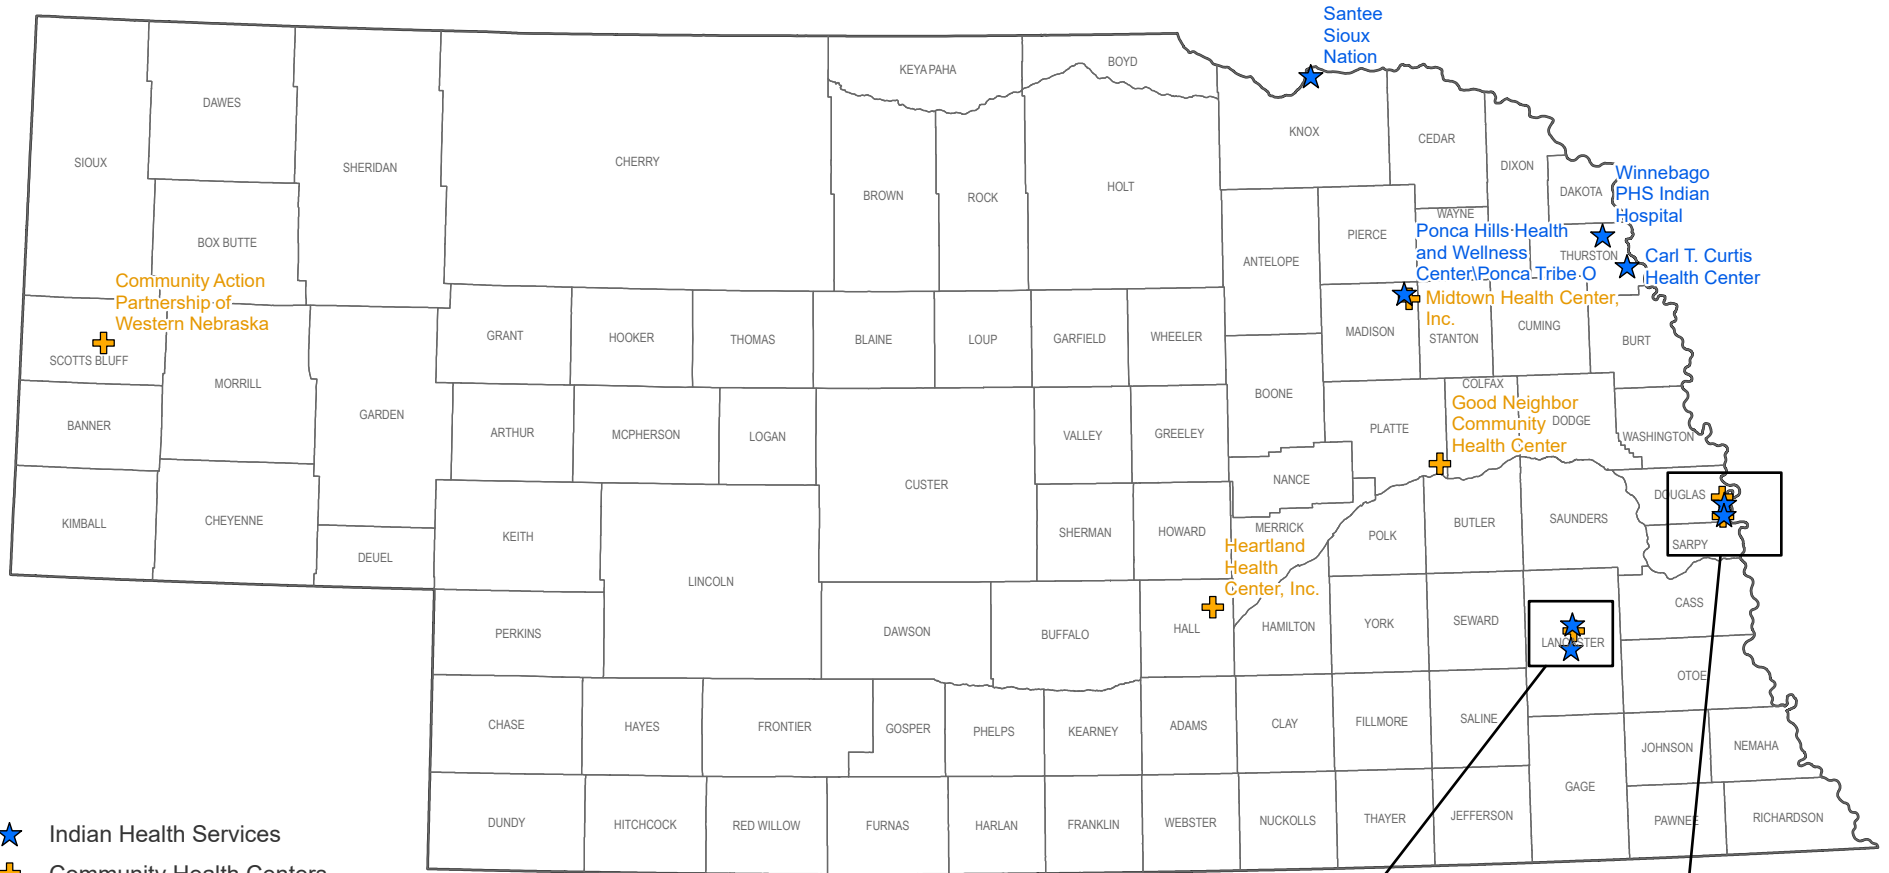 Santee
Sioux
Nation
KEYA PAHA
BOYD
DAWES
KNOX
CEDAR
SIOUX
SHERIDAN
CHERRY
DIXON
Winnebago
PHS Indian
Hospital
DAKOTA
BROWN
ROCK
HOLT
WAYNE
BOX BUTTE
PIERCE
Ponca Hills Health
and Wellness
Center\Ponca Tribe O
THURSTON
Carl T. Curtis
Health Center
ANTELOPE
Community Action
Partnership of
Western Nebraska
Midtown Health Center,
Inc.
GRANT
HOOKER
THOMAS
BLAINE
LOUP
GARFIELD
WHEELER
MADISON
STANTON
CUMING
BURT
SCOTTS BLUFF
MORRILL
GARDEN
BANNER
ARTHUR
MCPHERSON
LOGAN
VALLEY
GREELEY
BOONE
PLATTE
COLFAX
Good Neighbor
Community
Health Center
DODGE
WASHINGTON
CUSTER
NANCE
DOUGLAS
KIMBALL
CHEYENNE
KEITH
SHERMAN
HOWARD
MERRICK
POLK
BUTLER
SAUNDERS
SARPY
DEUEL
LINCOLN
Heartland
Health
Center, Inc.
PERKINS
DAWSON
BUFFALO
HALL
HAMILTON
YORK
SEWARD
LANCASTER
CASS
OTOE
CHASE
HAYES
FRONTIER
GOSPER
PHELPS
KEARNEY
ADAMS
CLAY
FILLMORE
SALINE
JOHNSON
NEMAHA
DUNDY
HITCHCOCK
RED WILLOW
FURNAS
HARLAN
FRANKLIN
WEBSTER
NUCKOLLS
THAYER
JEFFERSON
GAGE
PAWNEE
RICHARDSON
Indian Health Services
Community Health Centers